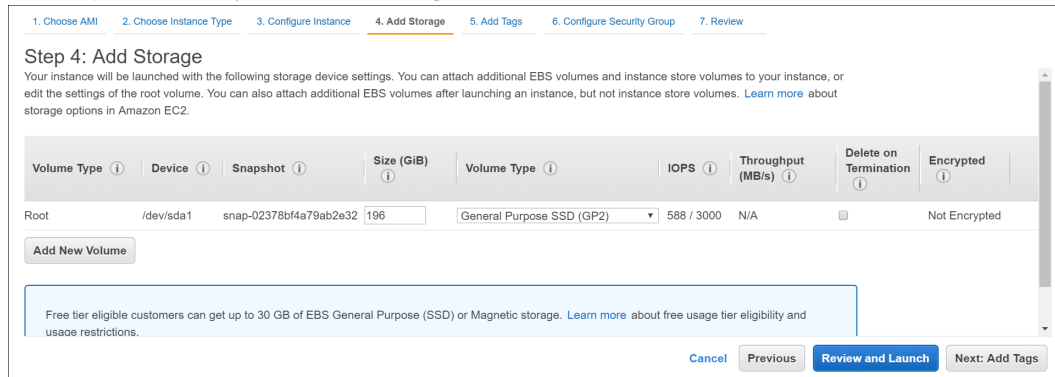 1. Choose AMI 2. Choose Instance Type 3. Configure Instance 4. Add Storage 5. Add Tags 6. Configure Security Group 7. Review
Step 4: Add Storage
Your instance will be launched with the following storage device settings. You can attach additional EBS volumes and instance store volumes to your instance, or
edit the settings of the root volume. You can also attach additional EBS volumes after launching an instance, but not instance store volumes. Learn more about
storage options in Amazon EC2.
Volume Type i Device i Snapshot i Size (GiB) i Volume Type i IOPS i Throughput (MB/s) i Delete on Termination i Encrypted i
Root /dev/sda1 snap-02378bf4a79ab2e32 196 General Purpose SSD (GP2) 588 / 3000 N/A Not Encrypted
Add New Volume
Free tier eligible customers can get up to 30 GB of EBS General Purpose (SSD) or Magnetic storage. Learn more about free usage tier eligibility and
usage restrictions.
Cancel Previous Review and Launch Next: Add Tags